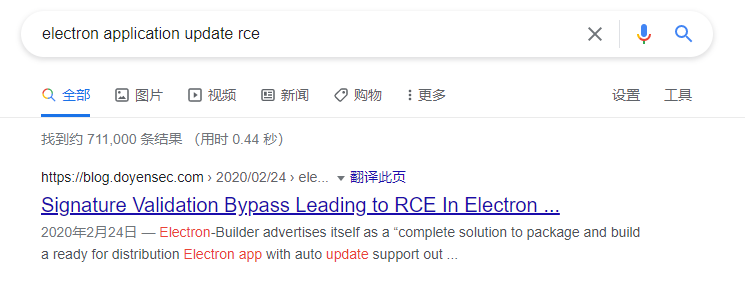 electron application update rce
全部 图片 视频 新闻 购物 更多 设置 工具
找到约 711,000 条结果 （用时 0.44 秒）
https://blog.doyensec.com › 2020/02/24 › ele... 翻译此页
Signature Validation Bypass Leading to RCE In Electron ...
2020年2月24日 — Electron-Builder advertises itself as a “complete solution to package and build
a ready for distribution Electron app with auto update support out ...